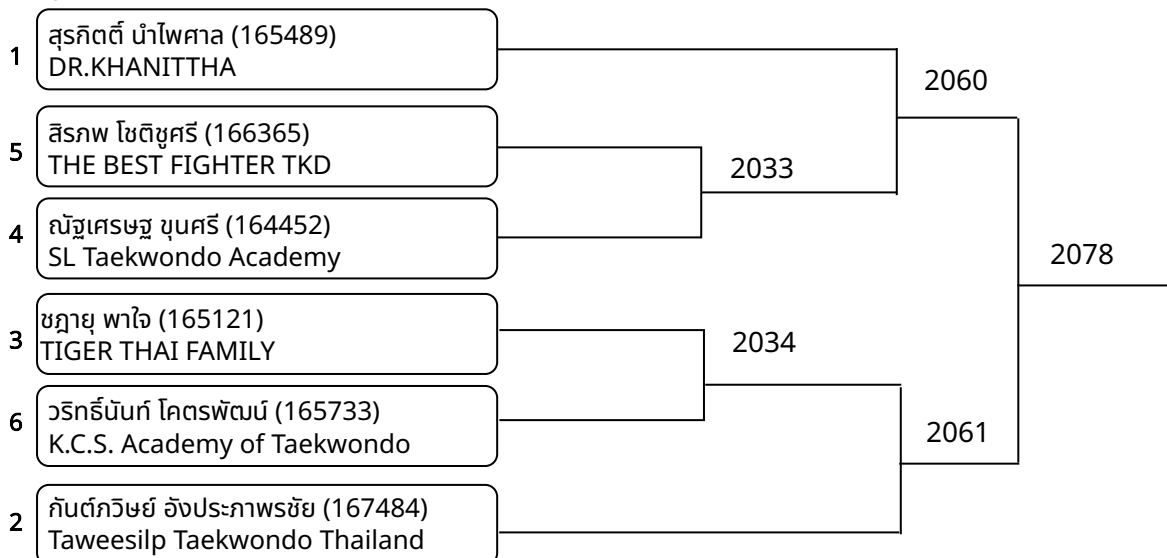 1
สุรกิตติ์ นำไพศาล (165489)
DR.KHANITTHA
2060
5
สิรภพ โชติชูศรี (166365)
THE BEST FIGHTER TKD
2033
4
ณัฐเศรษฐ ขุนศรี (164452)
SL Taekwondo Academy
2078
3
ชฎายุ พาใจ (165121)
TIGER THAI FAMILY
2034
6
วริทธิ์นันท์ โคตรพัฒน์ (165733)
K.C.S. Academy of Taekwondo
2061
2
กันต์ภวิษย์ อังประภาพรชัย (167484)
Taweesilp Taekwondo Thailand